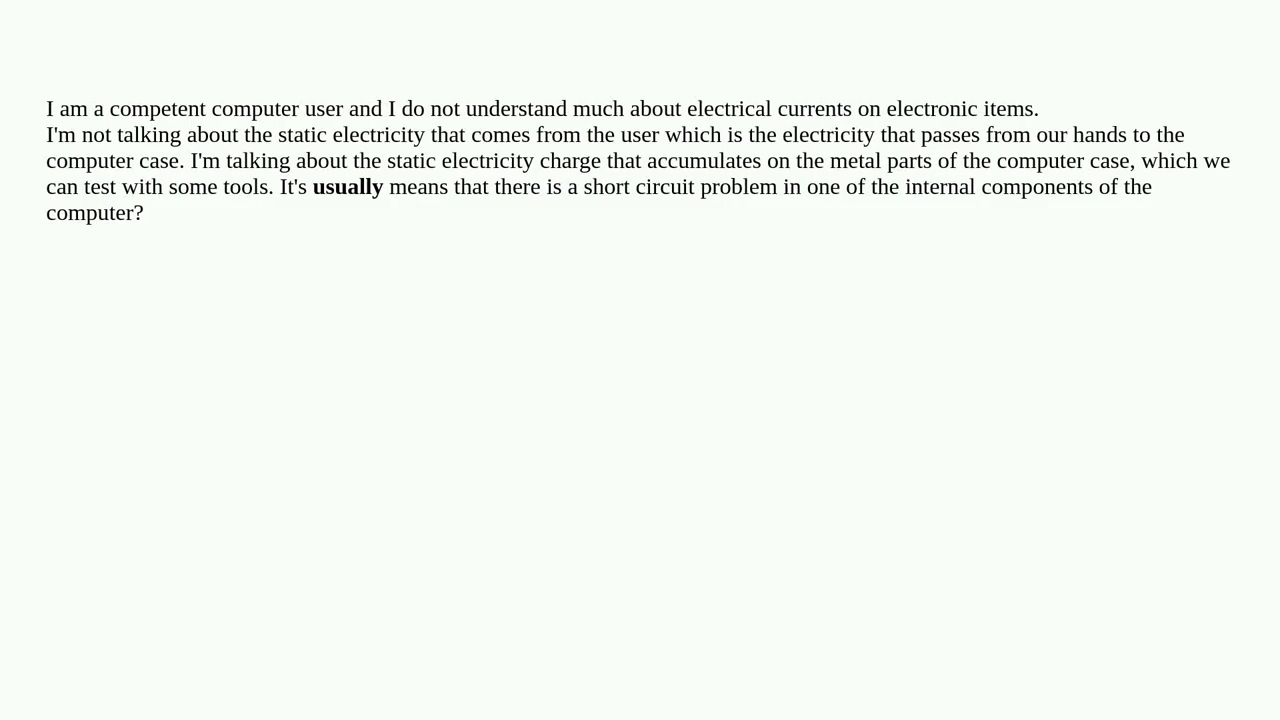 I am a competent computer user and I do not understand much about electrical currents on electronic items.
I'm not talking about the static electricity that comes from the user which is the electricity that passes from our hands to the
computer case. I'm talking about the static electricity charge that accumulates on the metal parts of the computer case, which we
can test with some tools. It's usually means that there is a short circuit problem in one of the internal components of the
computer?